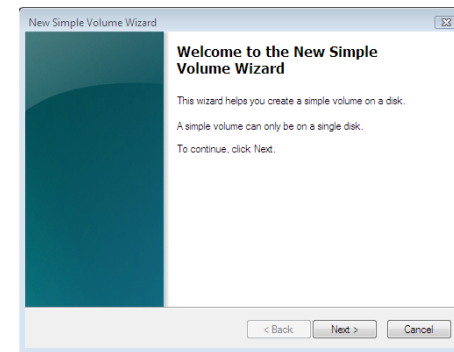 New Simple Volume Wizard
Welcome to the New Simple
Volume Wizard
This wizard helps you create a simple volume on a disk.
A simple volume can only be on a single disk.
To continue, click Next.
< Back Next > Cancel